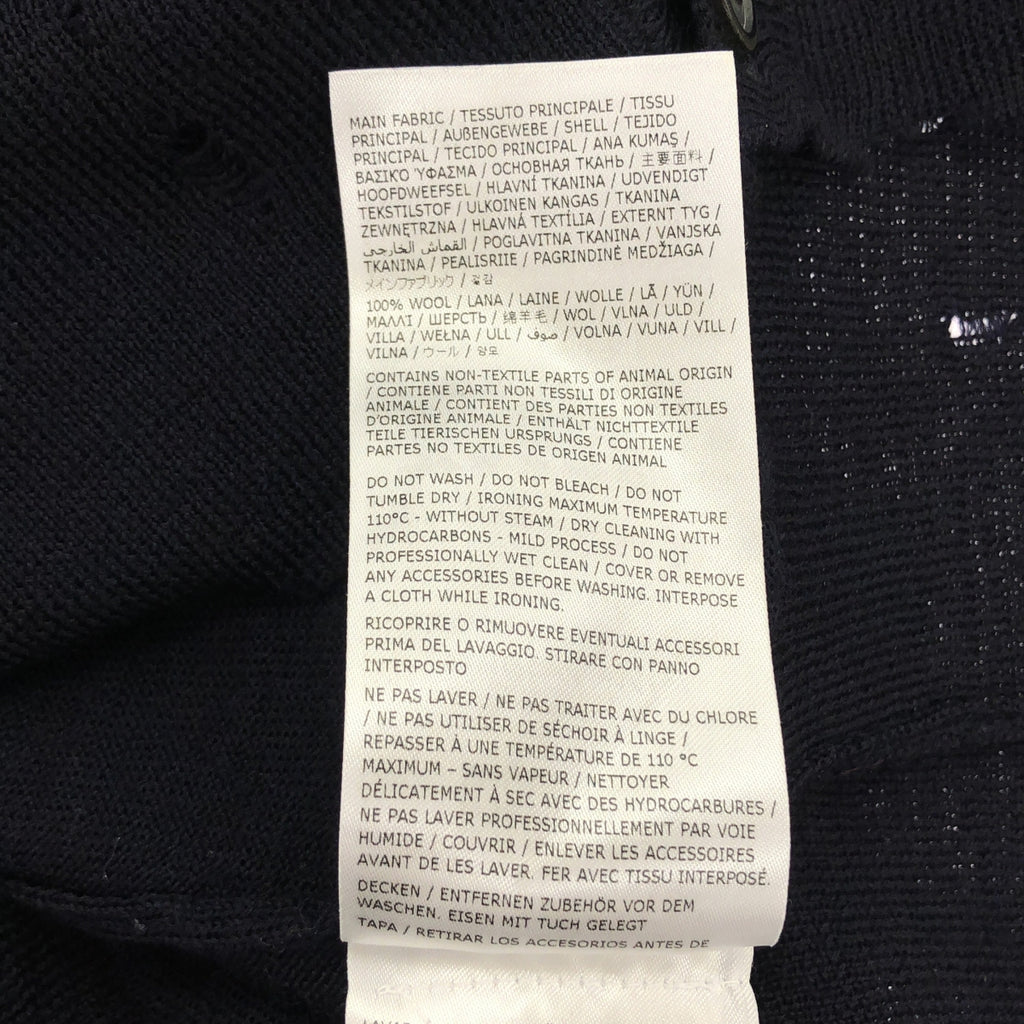 MAIN FABRIC / TESSUTO PRINCIPALE / TISSU
PRINCIPAL / AUßENGEWEBE / SHELL / TEJIDO
PRINCIPAL / TECIDO PRINCIPAL / ANA KUMAŞ /
ΒΑΣΙΚΌ ΎΦΑΣΜΑ / ОСНОВНАЯ ТКАНЬ / 主要面料 /
HOOFDWEEFSEL / HLAVNÍ TKANINA / UDVENDIGT
TEKSTILSTOF / ULKOINEN KANGAS / TKANINA
ZEWNĘTRZNA / HLAVNÁ TEXTÍLIA / EXTERNT TYG /
القماش الخارجي / POGLAVITNA TKANINA / VANJSKA
TKANINA / PEALISRIIE / PAGRINDINĖ MEDŽIAGA /
メインファブリック / 겉감
100% WOOL / LANA / LAINE / WOLLE / LÃ / YÜN /
ΜΑΛΛΊ / ШЕРСТЬ / 绵羊毛 / WOL / VLNA / ULD /
VILLA / WEŁNA / ULL / صوف / VOLNA / VUNA / VILL /
VILNA / ウール / 양모
CONTAINS NON-TEXTILE PARTS OF ANIMAL ORIGIN
/ CONTIENE PARTI NON TESSILI DI ORIGINE
ANIMALE / CONTIENT DES PARTIES NON TEXTILES
D'ORIGINE ANIMALE / ENTHÄLT NICHTTEXTILE
TEILE TIERISCHEN URSPRUNGS / CONTIENE
PARTES NO TEXTILES DE ORIGEN ANIMAL
DO NOT WASH / DO NOT BLEACH / DO NOT
TUMBLE DRY / IRONING MAXIMUM TEMPERATURE
110°C - WITHOUT STEAM / DRY CLEANING WITH
HYDROCARBONS - MILD PROCESS / DO NOT
PROFESSIONALLY WET CLEAN / COVER OR REMOVE
ANY ACCESSORIES BEFORE WASHING. INTERPOSE
A CLOTH WHILE IRONING.
RICOPRIRE O RIMUOVERE EVENTUALI ACCESSORI
PRIMA DEL LAVAGGIO. STIRARE CON PANNO
INTERPOSTO
NE PAS LAVER / NE PAS TRAITER AVEC DU CHLORE
/ NE PAS UTILISER DE SÉCHOIR À LINGE /
REPASSER À UNE TEMPÉRATURE DE 110 °C
MAXIMUM – SANS VAPEUR / NETTOYER
DÉLICATEMENT À SEC AVEC DES HYDROCARBURES /
NE PAS LAVER PROFESSIONNELLEMENT PAR VOIE
HUMIDE / COUVRIR / ENLEVER LES ACCESSOIRES
AVANT DE LES LAVER. FER AVEC TISSU INTERPOSÉ.
DECKEN / ENTFERNEN ZUBEHÖR VOR DEM
WASCHEN. EISEN MIT TUCH GELEGT
TAPA / RETIRAR LOS ACCESORIOS ANTES DE